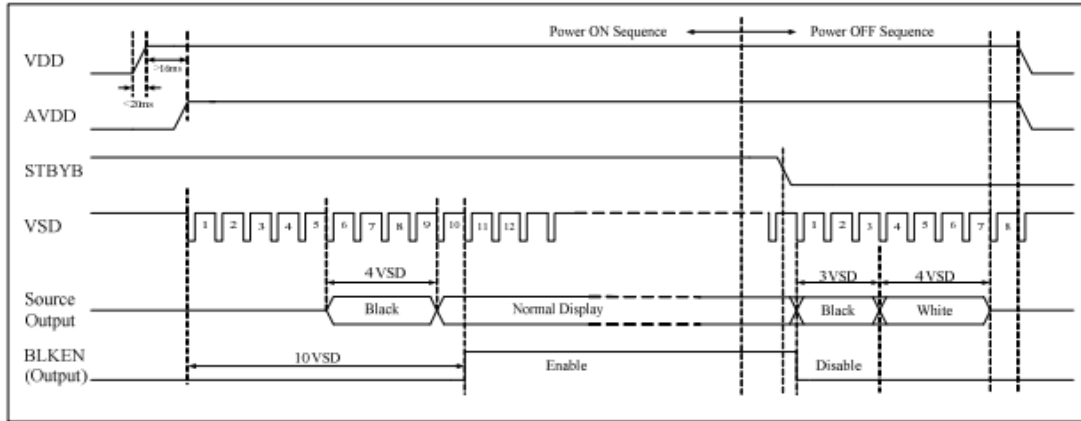 Power ON Sequence Power OFF Sequence
VDD
>16ms
<20ms
AVDD
STBYB
VSD 1 2 3 4 5 6 7 8 9 10 11 12 1 2 3 4 5 6 7 8
4VSD 3VSD 4VSD
Source Output Black Normal Display Black White
10VSD
BLKEN (Output) Enable Disable